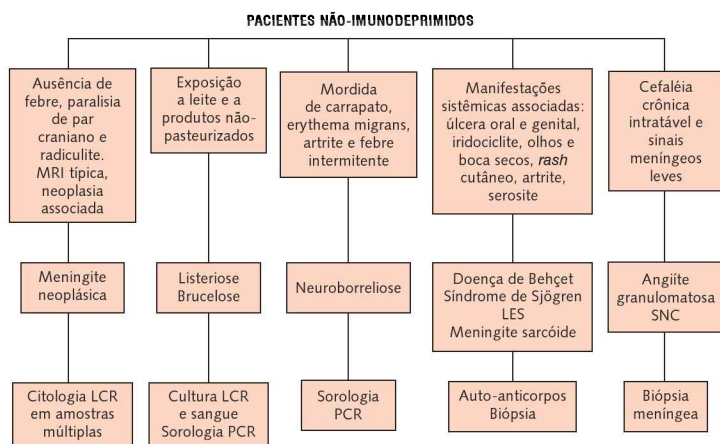 PACIENTES NÃO-IMUNODEPRIMIDOS
Ausência de
febre, paralisia
de par
craniano e
radiculite.
MRI típica,
neoplasia
associada
Exposição
a leite e a
produtos não-
pasteurizados
Mordida
de carrapato,
erythema migrans,
artrite e febre
intermitente
Manifestações
sistêmicas associadas:
úlcera oral e genital,
iridociclite, olhos e
boca secos, rash
cutâneo, artrite,
serosite
Cefaléia
crônica
intratável e
sinais
meníngeos
leves
Meningite
neoplásica
Listeriose
Brucelose
Neuroborreliose
Doença de Behçet
Síndrome de Sjögren
LES
Meningite sarcóide
Angiíte
granulomatosa
SNC
Citologia LCR
em amostras
múltiplas
Cultura LCR
e sangue
Sorologia PCR
Sorologia
PCR
Auto-anticorpos
Biópsia
Biópsia
meníngea